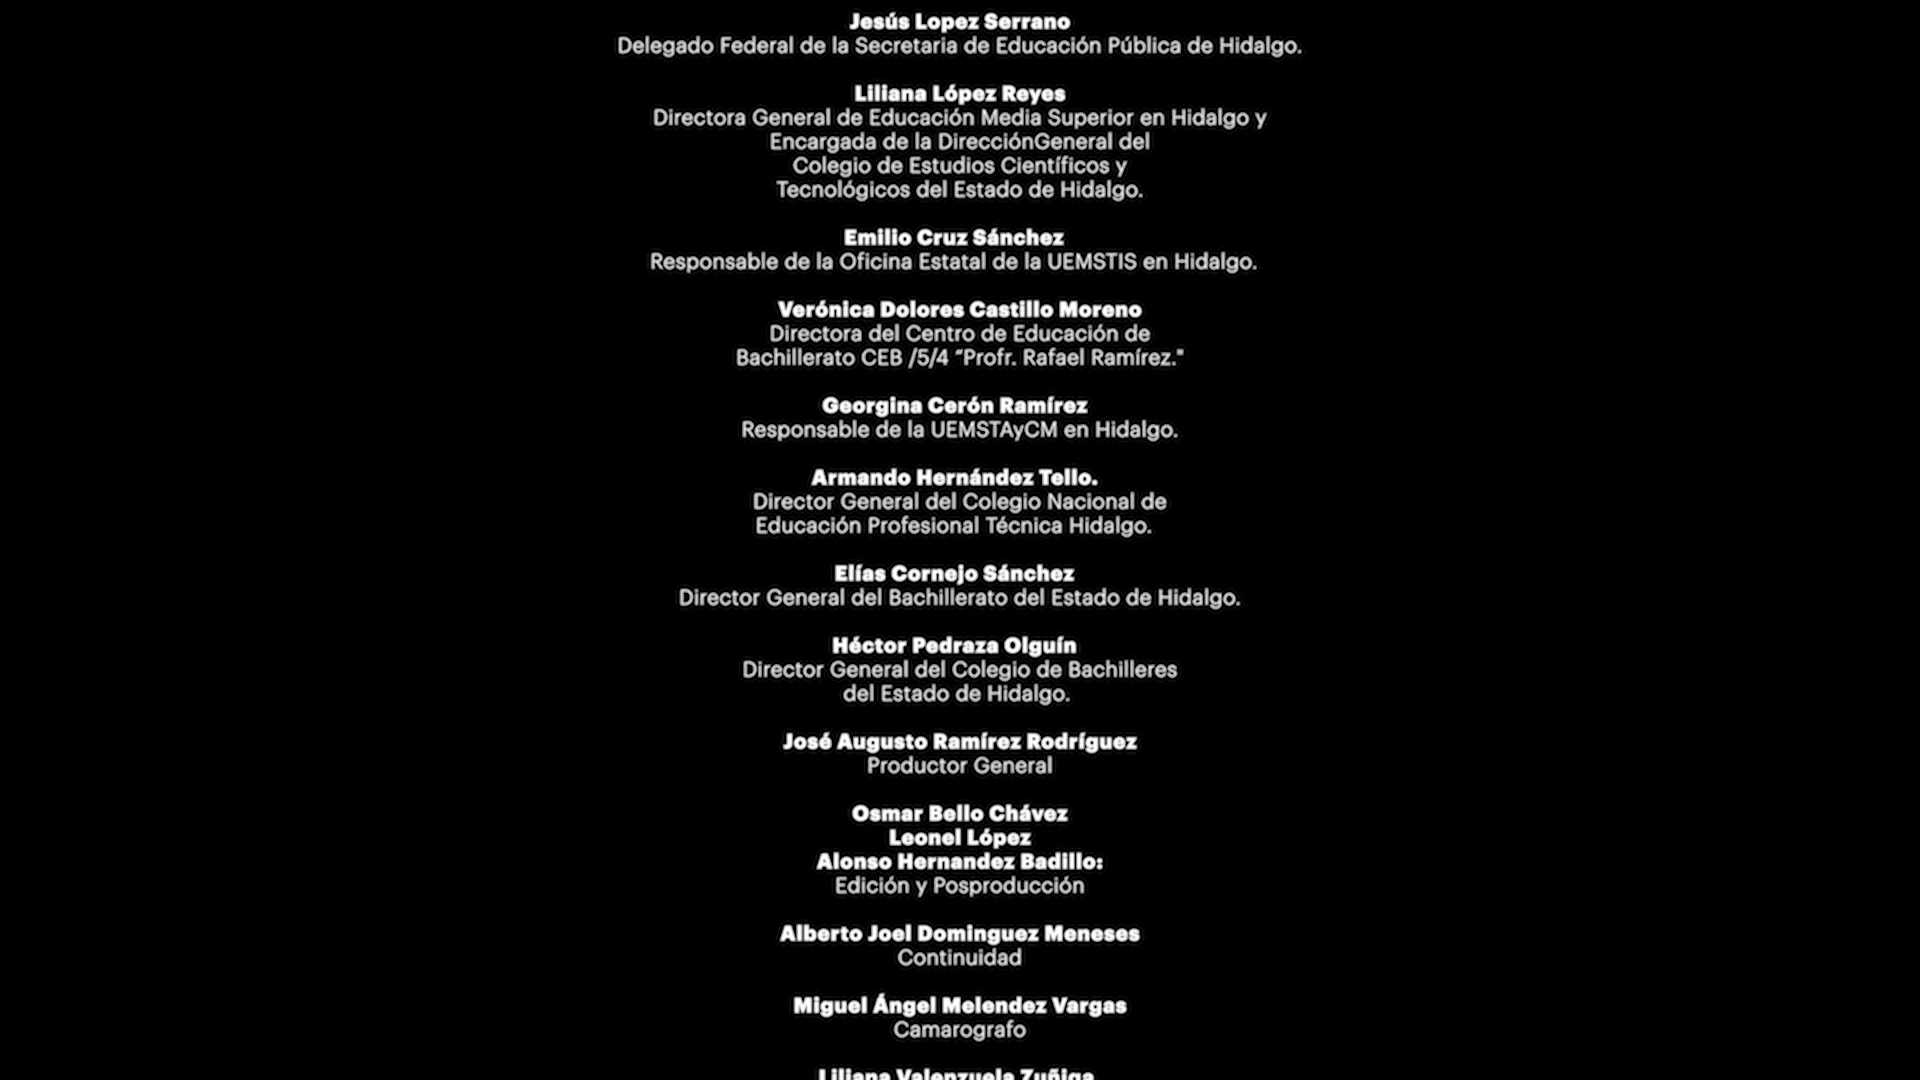 Jesús Lopez Serrano
Delegado Federal de la Secretaria de Educación Pública de Hidalgo.
Liliana López Reyes
Directora General de Educación Media Superior en Hidalgo y
Encargada de la DirecciónGeneral del
Colegio de Estudios Científicos y
Tecnológicos del Estado de Hidalgo.
Emilio Cruz Sánchez
Responsable de la Oficina Estatal de la UEMSTIS en Hidalgo.
Verónica Dolores Castillo Moreno
Directora del Centro de Educación de
Bachillerato CEB /5/4 “Profr. Rafael Ramírez."
Georgina Cerón Ramírez
Responsable de la UEMSTAyCM en Hidalgo.
Armando Hernández Tello.
Director General del Colegio Nacional de
Educación Profesional Técnica Hidalgo.
Elías Cornejo Sánchez
Director General del Bachillerato del Estado de Hidalgo.
Héctor Pedraza Olguín
Director General del Colegio de Bachilleres
del Estado de Hidalgo.
José Augusto Ramírez Rodríguez
Productor General
Osmar Bello Chávez
Leonel López
Alonso Hernandez Badillo:
Edición y Posproducción
Alberto Joel Dominguez Meneses
Continuidad
Miguel Ángel Melendez Vargas
Camarografo
Liliana Valenzuela Zuñiga